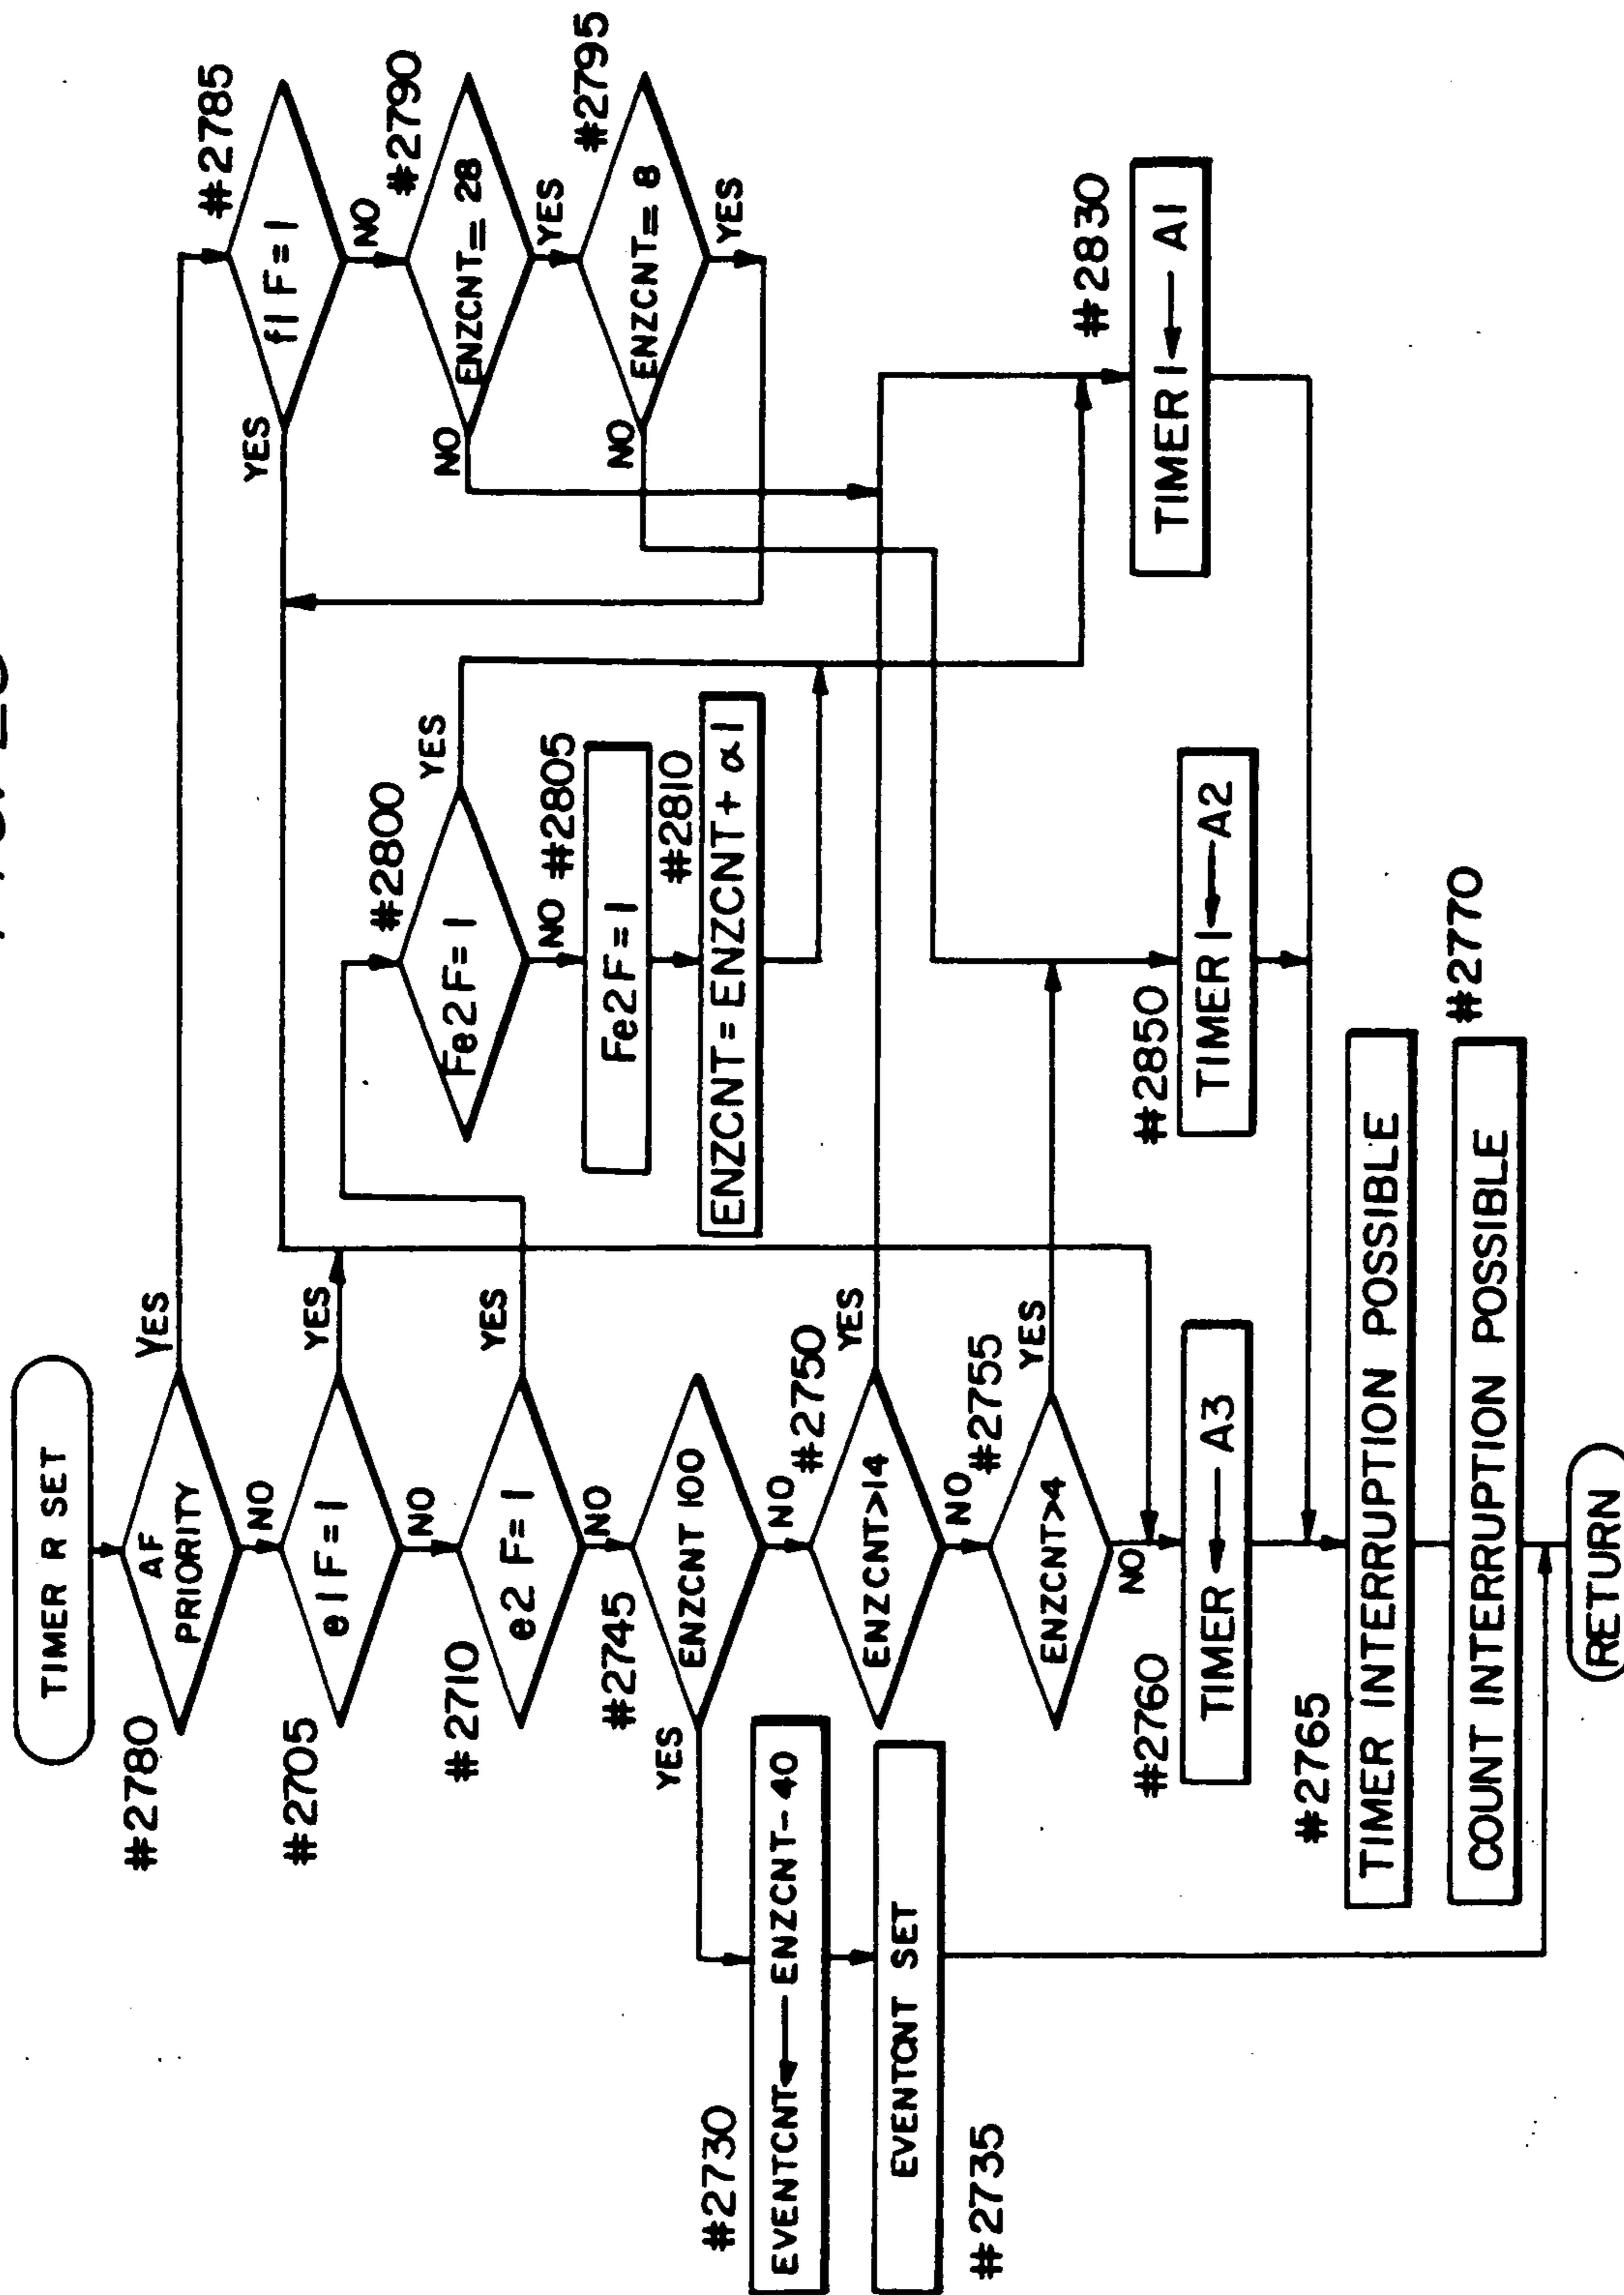 TIMER R SET
#2780
AF
PRIORITY
YES
NO
#2705
e1F=1
YES
NO
#2710
e2F=1
YES
NO
#2745
ENZCNT 100
YES
NO
#2730
EVENTCNT←ENZCNT-40
EVENTCNT SET
#2735
#2750
ENZCNT>14
YES
NO
#2755
ENZCNT>4
YES
NO
#2760
TIMER←A3
#2765
TIMER INTERRUPTION POSSIBLE
COUNT INTERRUPTION POSSIBLE
#2770
RETURN
#2800
Fe2F=1
YES
NO
#2805
Fe2F=1
#2810
ENZCNT=ENZCNT+α1
#2850
TIMER1←A2
#2785
f1F=1
YES
NO
#2790
ENZCNT=28
NO
YES
#2795
ENZCNT=8
NO
YES
#2830
TIMER1←A1